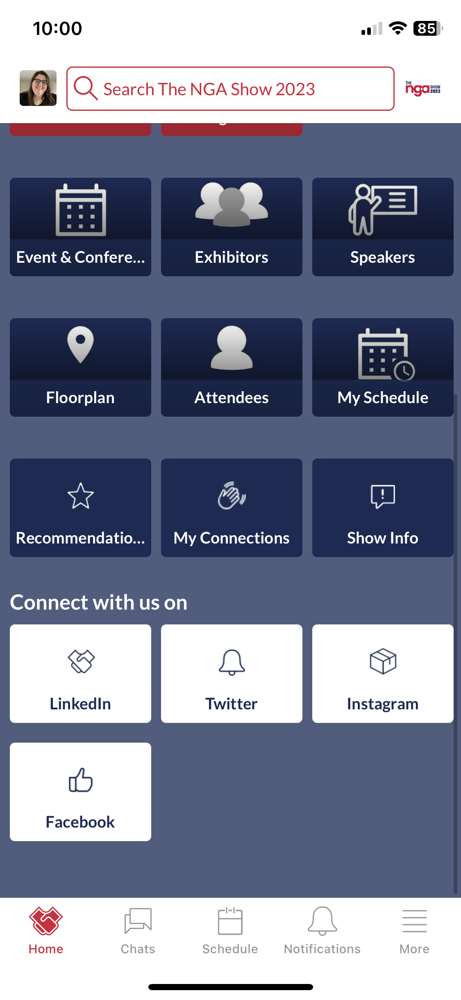 10:00
85
Search The NGA Show 2023
THE
nga SHOW
2023
Event & Confere...
Exhibitors
Speakers
Floorplan
Attendees
My Schedule
Recommendatio...
My Connections
Show Info
Connect with us on
LinkedIn
Twitter
Instagram
Facebook
Home
Chats
Schedule
Notifications
More